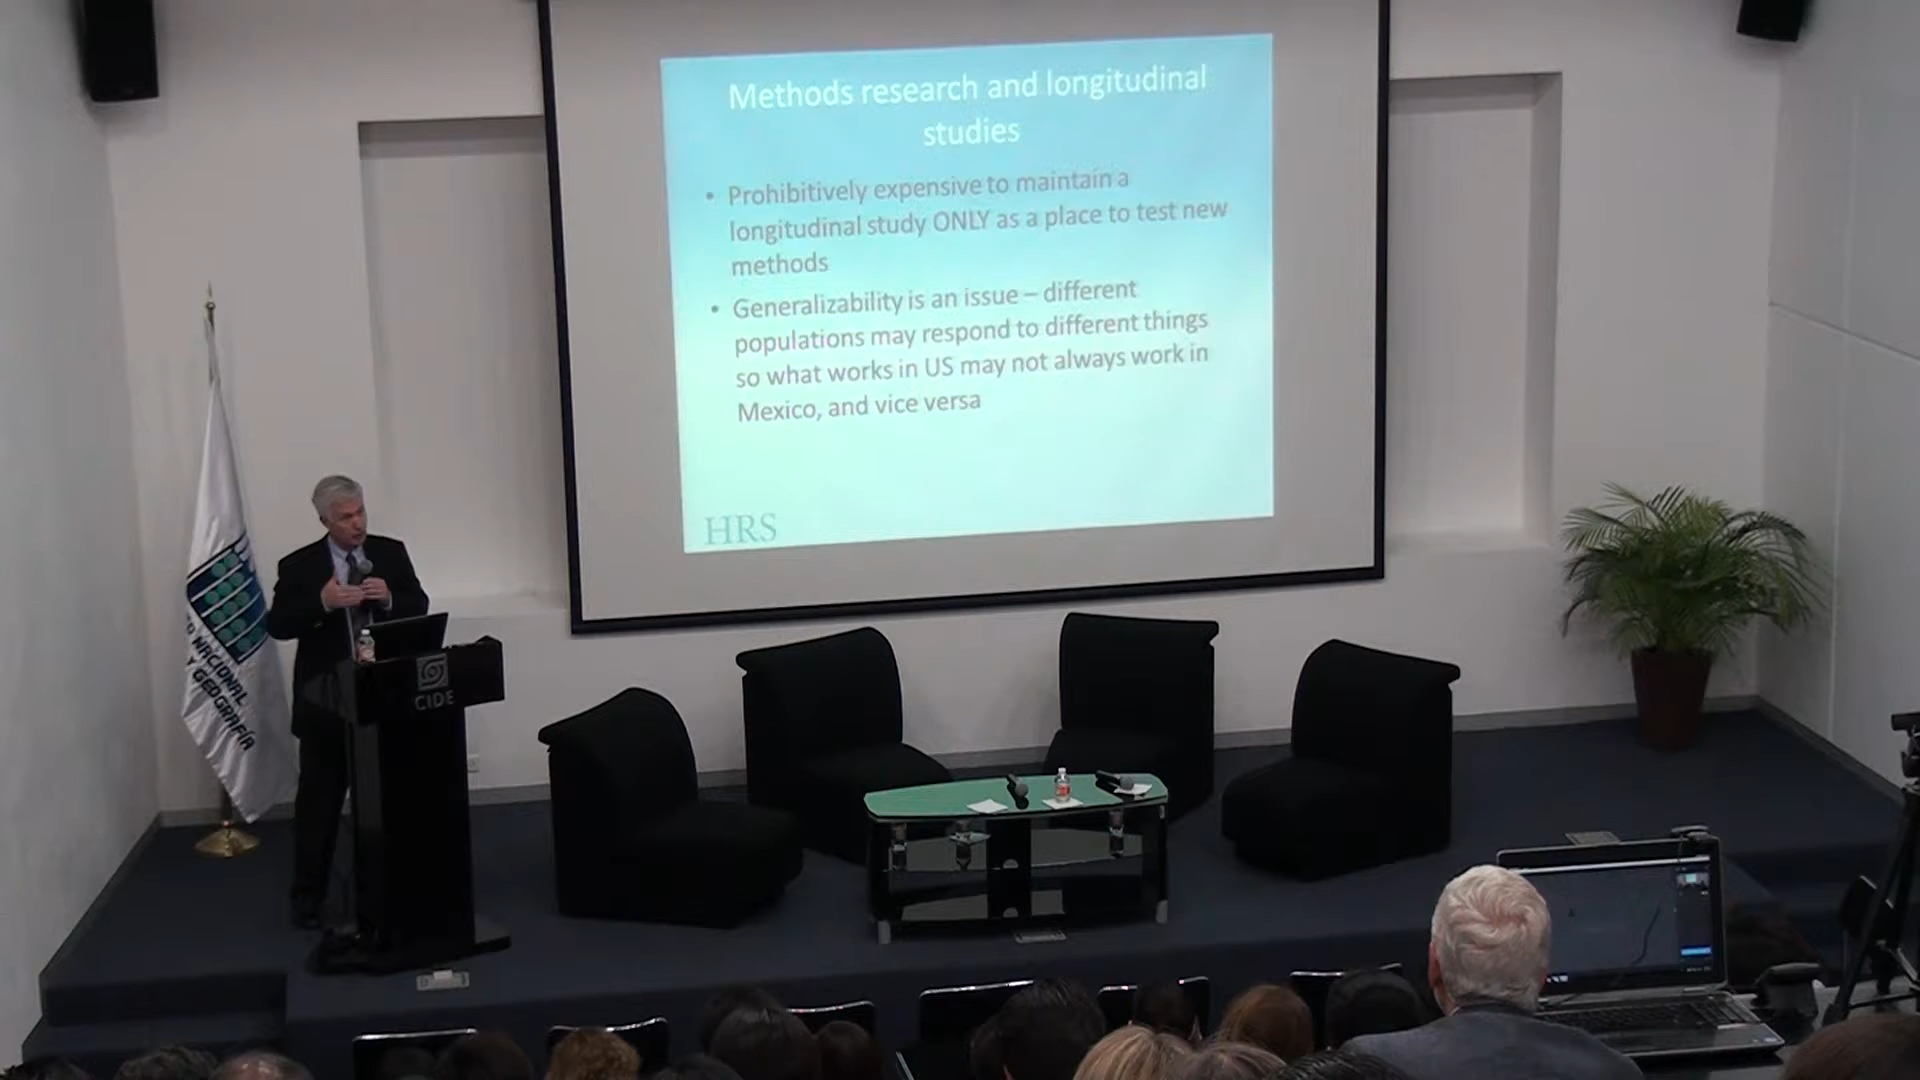 Methods research and longitudinal
studies
• Prohibitively expensive to maintain a
longitudinal study ONLY as a place to test new
methods
• Generalizability is an issue – different
populations may respond to different things
so what works in US may not always work in
Mexico, and vice versa
HRS
NACIONAL
Y GEOGRAFÍA
CIDE